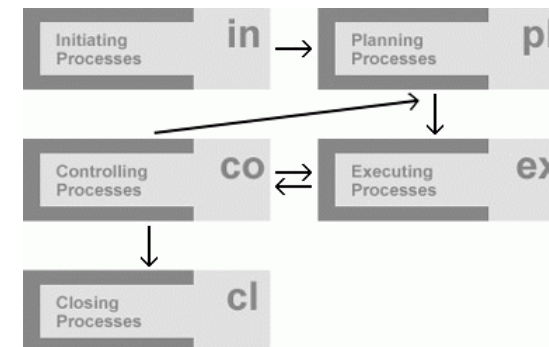 Initiating
Processes
in
Planning
Processes
pl
Controlling
Processes
co
Executing
Processes
ex
Closing
Processes
cl